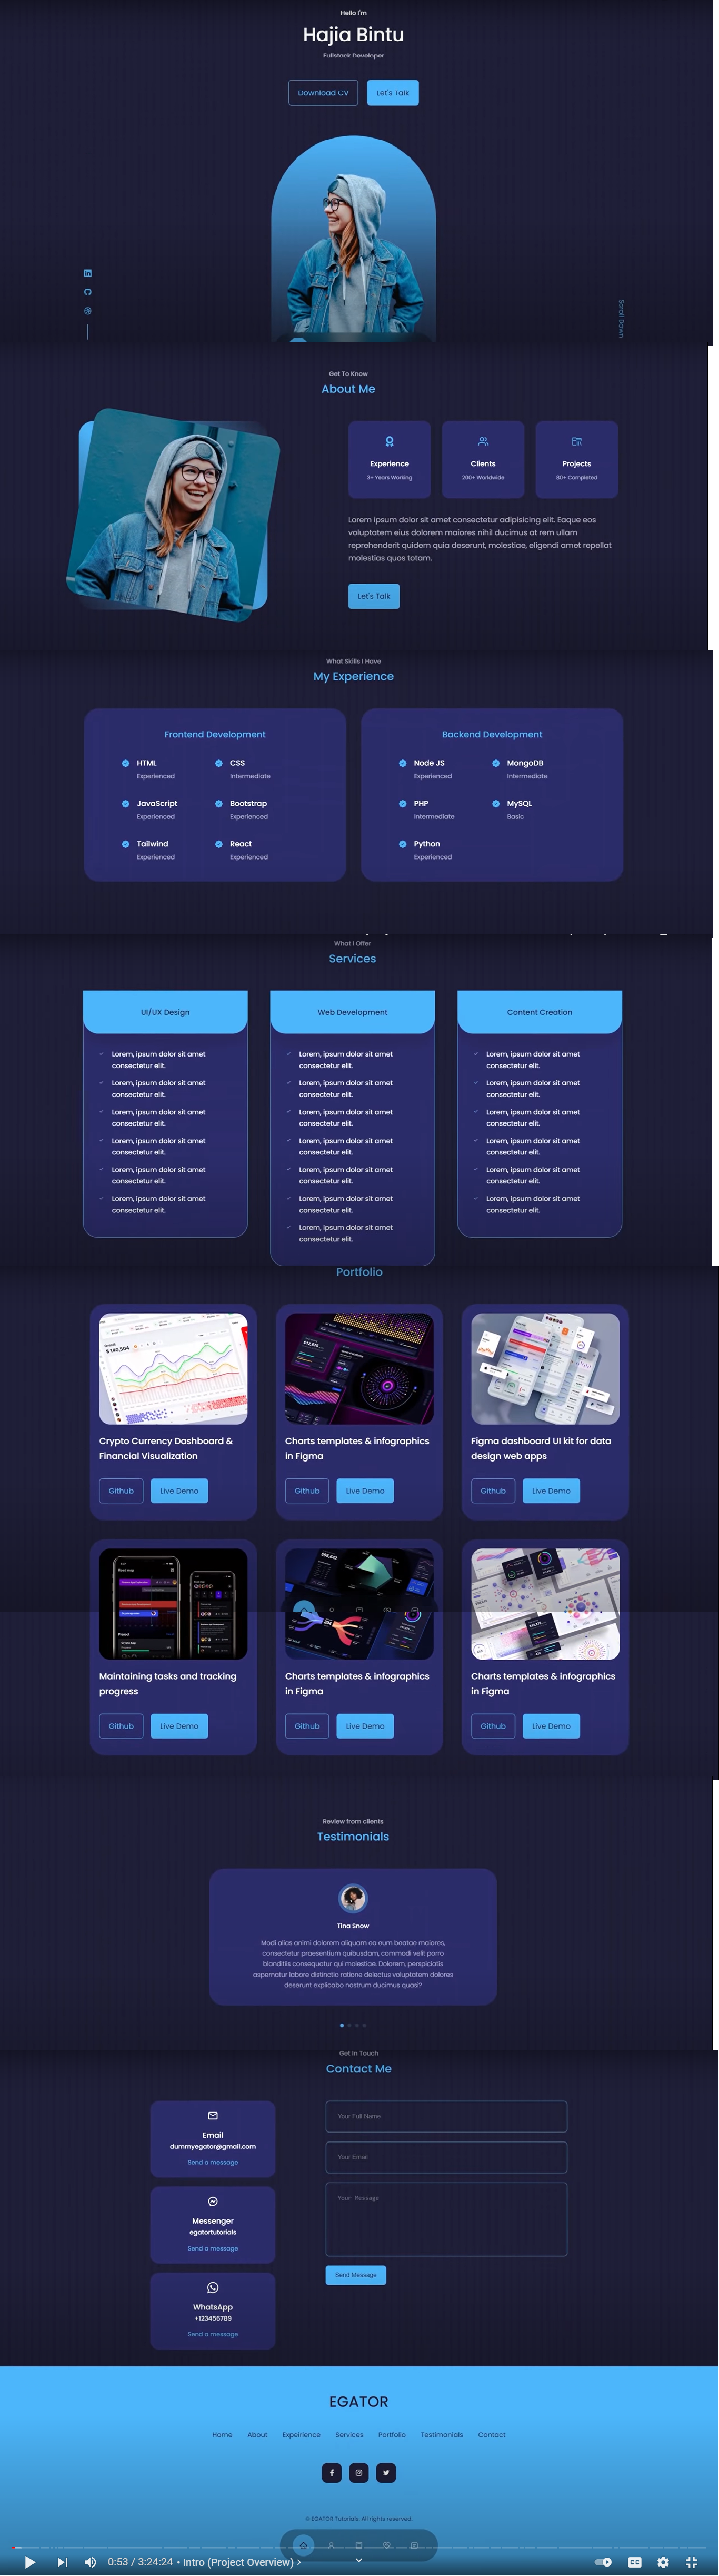 Hello I'm
Hajia Bintu
Fullstack Developer
Download CV
Let's Talk
Scroll Down
Get To Know
About Me
Experience
3+ Years Working
Clients
200+ Worldwide
Projects
80+ Completed
Lorem ipsum dolor sit amet consectetur adipisicing elit. Eaque eos
voluptatem eius dolorem maiores nihil ducimus at rem ullam
reprehenderit quidem quia deserunt, molestiae, eligendi amet repellat
molestias quos totam.
Let's Talk
What Skills I Have
My Experience
Frontend Development
HTML
Experienced
CSS
Intermediate
JavaScript
Experienced
Bootstrap
Experienced
Tailwind
Experienced
React
Experienced
Backend Development
Node JS
Experienced
MongoDB
Intermediate
PHP
Intermediate
MySQL
Basic
Python
Experienced
What I Offer
Services
UI/UX Design
Lorem, ipsum dolor sit amet
consectetur elit.
Lorem, ipsum dolor sit amet
consectetur elit.
Lorem, ipsum dolor sit amet
consectetur elit.
Lorem, ipsum dolor sit amet
consectetur elit.
Lorem, ipsum dolor sit amet
consectetur elit.
Lorem, ipsum dolor sit amet
consectetur elit.
Web Development
Lorem, ipsum dolor sit amet
consectetur elit.
Lorem, ipsum dolor sit amet
consectetur elit.
Lorem, ipsum dolor sit amet
consectetur elit.
Lorem, ipsum dolor sit amet
consectetur elit.
Lorem, ipsum dolor sit amet
consectetur elit.
Lorem, ipsum dolor sit amet
consectetur elit.
Lorem, ipsum dolor sit amet
consectetur elit.
Content Creation
Lorem, ipsum dolor sit amet
consectetur elit.
Lorem, ipsum dolor sit amet
consectetur elit.
Lorem, ipsum dolor sit amet
consectetur elit.
Lorem, ipsum dolor sit amet
consectetur elit.
Lorem, ipsum dolor sit amet
consectetur elit.
Lorem, ipsum dolor sit amet
consectetur elit.
Portfolio
$ 140,504
Crypto Currency Dashboard &
Financial Visualization
Github
Live Demo
$12,875
Charts templates & infographics
in Figma
Github
Live Demo
Figma dashboard UI kit for data
design web apps
Github
Live Demo
Maintaining tasks and tracking
progress
Github
Live Demo
Charts templates & infographics
in Figma
Github
Live Demo
Charts templates & infographics
in Figma
Github
Live Demo
Review from clients
Testimonials
Tina Snow
Modi alias animi dolorem aliquam ea eum beatae maiores,
consectetur praesentium quibusdam, commodi velit porro
blanditiis consequatur qui molestiae. Dolorem, perspiciatis
aspernatur labore distinctio ratione delectus voluptatem dolores
deserunt explicabo nostrum ducimus quasi?
Get In Touch
Contact Me
Email
dummyegator@gmail.com
Send a message
Messenger
egatortutorials
Send a message
WhatsApp
+123456789
Send a message
Your Full Name
Your Email
Your Message
Send Message
EGATOR
Home About Expeirience Services Portfolio Testimonials Contact
© EGATOR Tutorials. All rights reserved.
0:53 / 3:24:24 • Intro (Project Overview) ›
CC